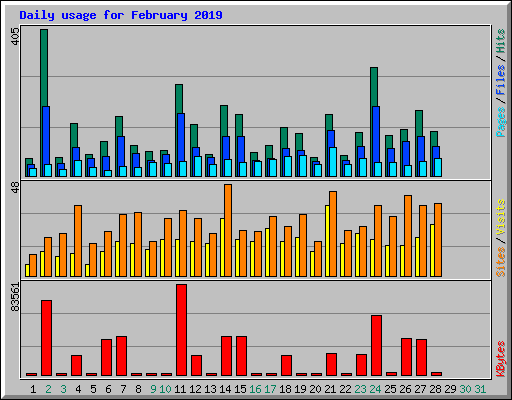 Daily usage for February 2019
405
Pages / Files / Hits
48
Sites / Visits
83561
KBytes
1 2 3 4 5 6 7 8 9 10 11 12 13 14 15 16 17 18 19 20 21 22 23 24 25 26 27 28 29 30 31